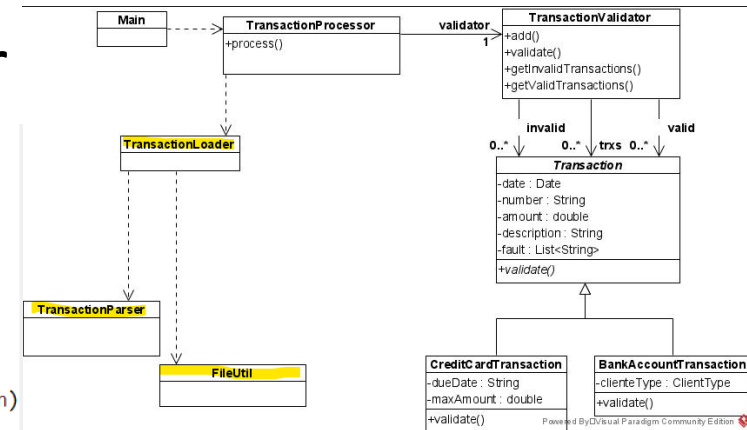 Main
TransactionProcessor
+process()
validator
1
TransactionValidator
+add()
+validate()
+getInvalidTransactions()
+getValidTransactions()
invalid
valid
0..*
0..*
trxs
0..*
TransactionLoader
Transaction
-date : Date
-number : String
-amount : double
-description : String
-fault : List<String>
+validate()
TransactionParser
FileUtil
CreditCardTransaction
-dueDate : String
-maxAmount : double
+validate()
BankAccountTransaction
-clienteType : ClientType
+validate()
Powered By Visual Paradigm Community Edition